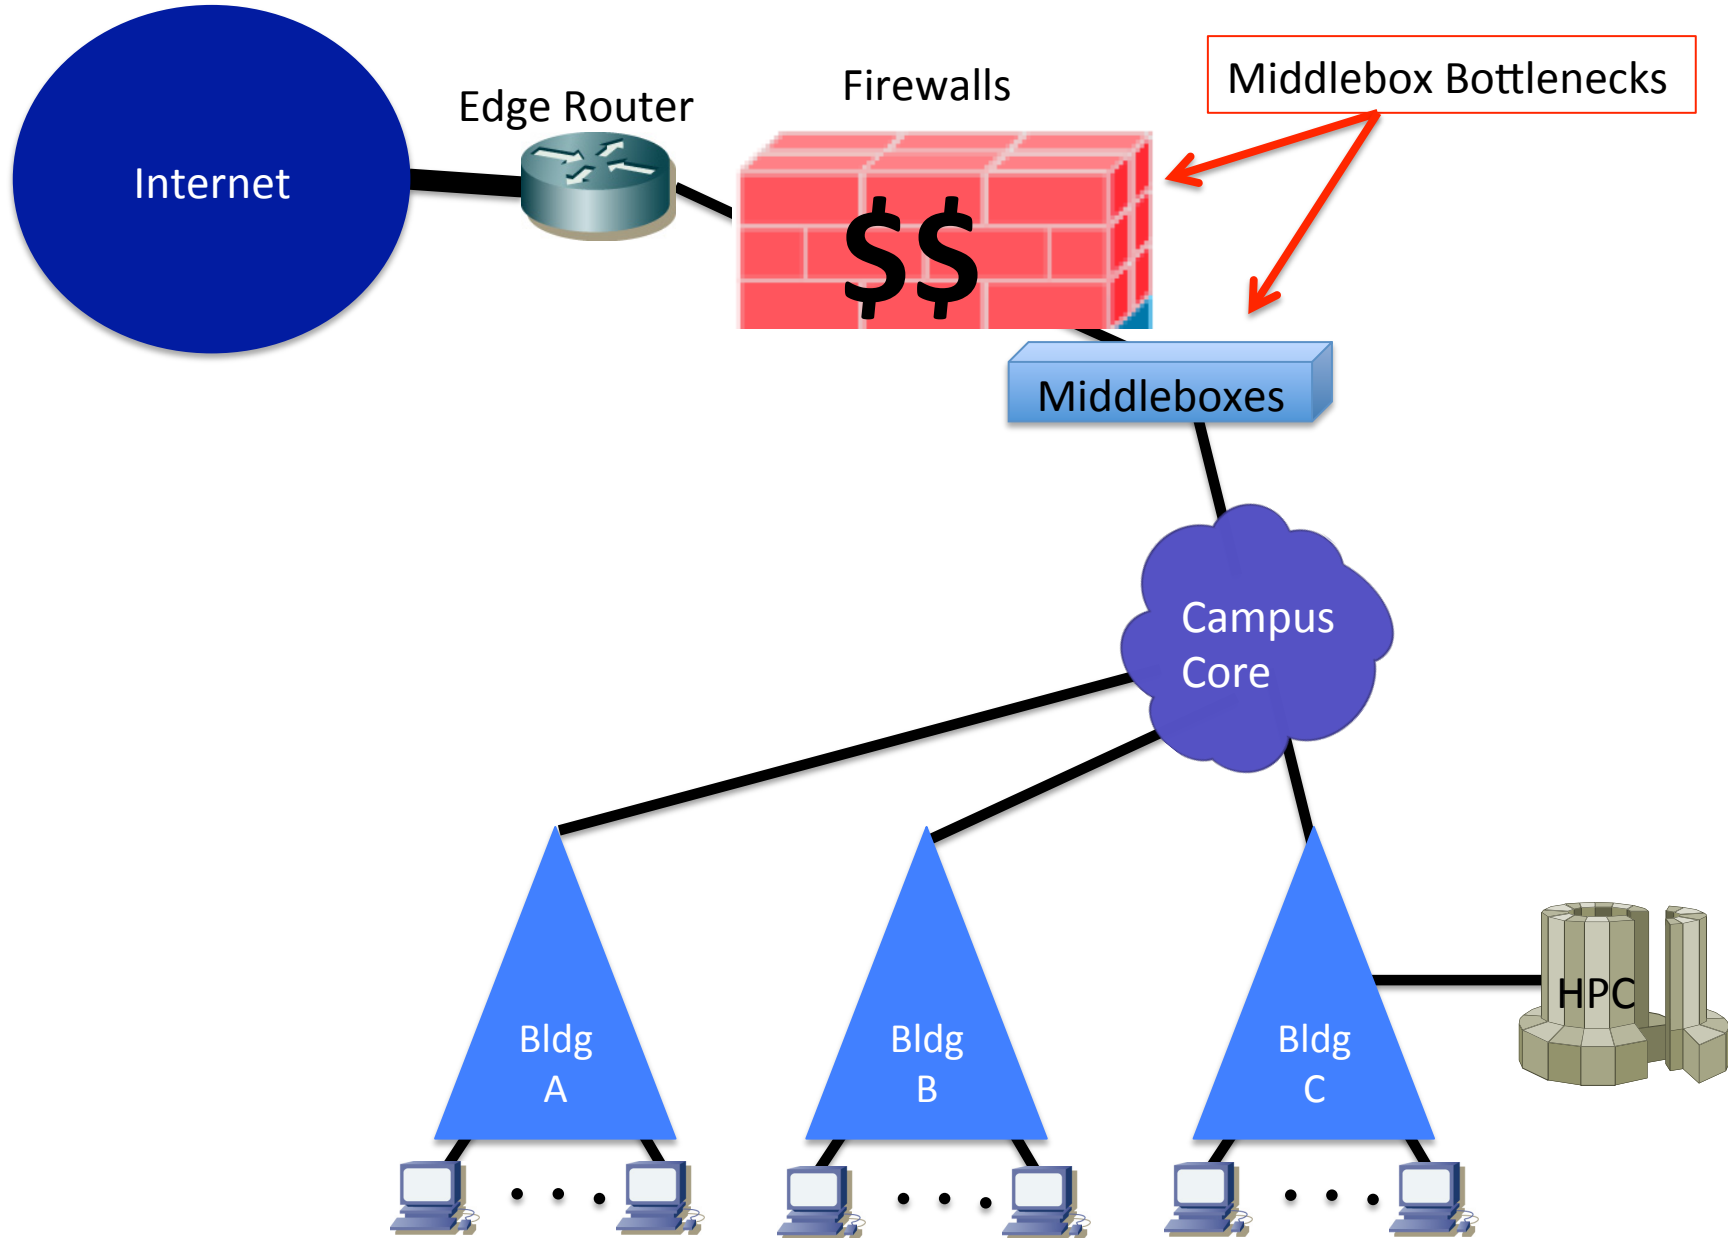 Firewalls
Middlebox Bottlenecks
Edge Router
Internet
$$
Middleboxes
Campus
Core
HPC
Bldg
A
Bldg
B
Bldg
C